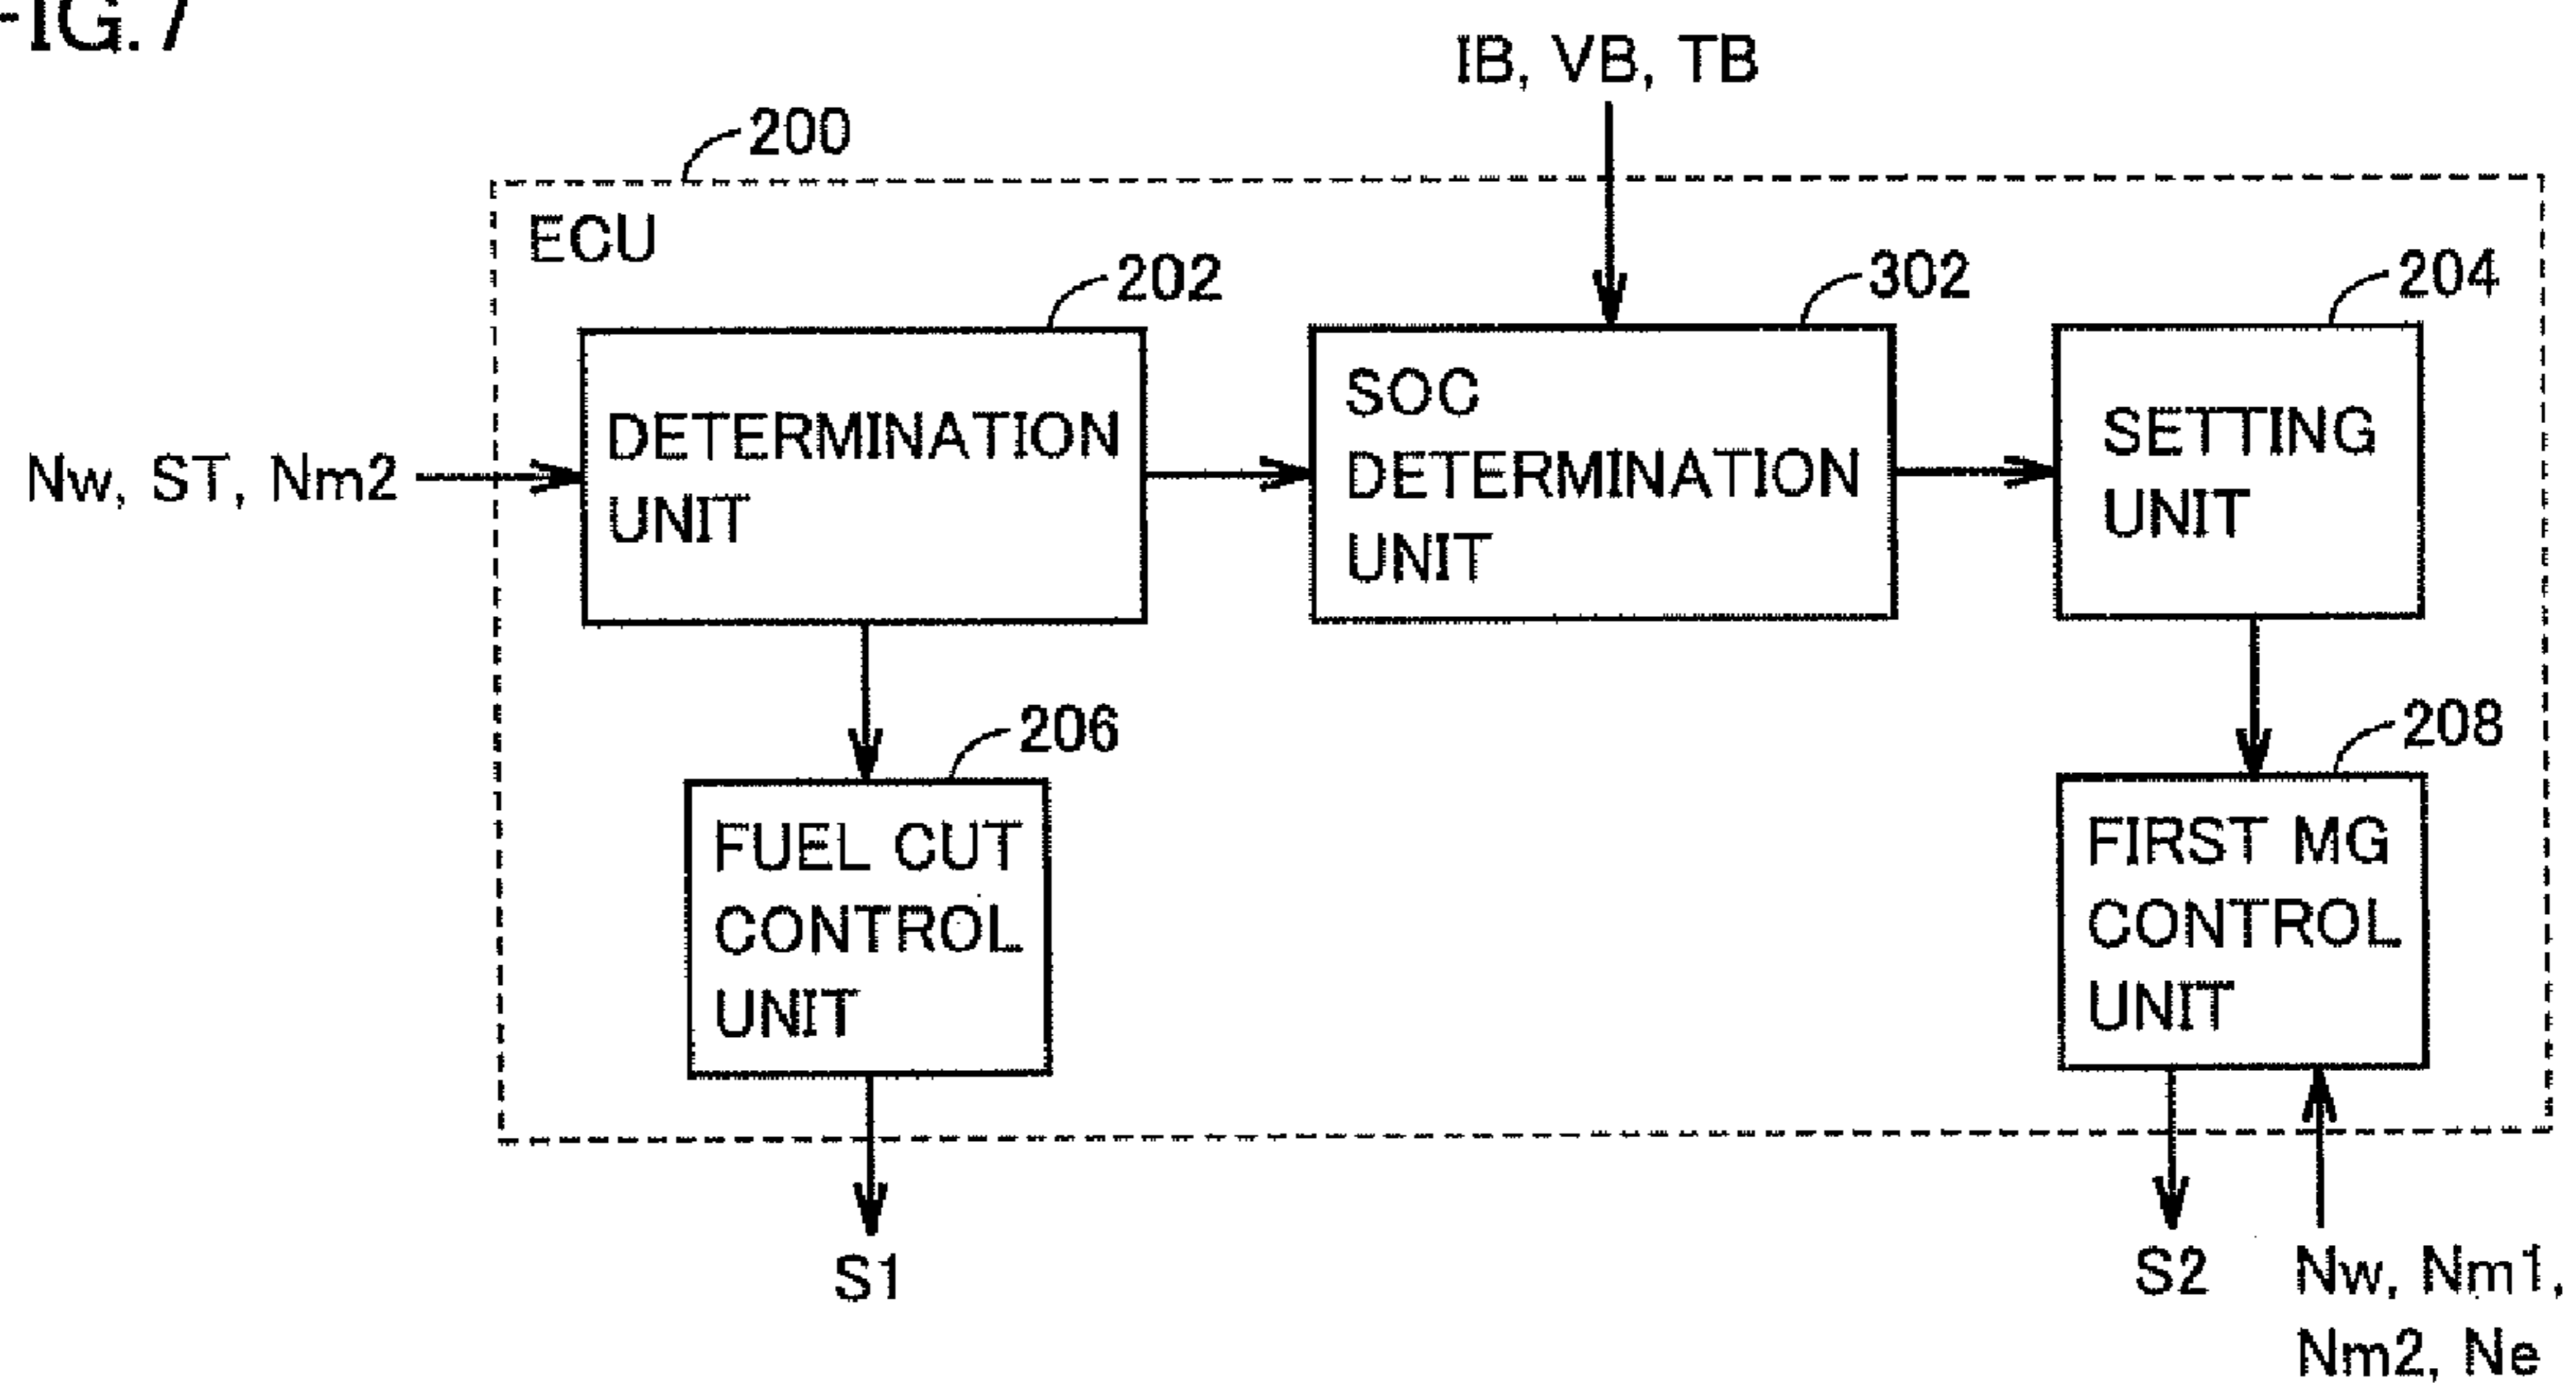 FIG. 7
IB, VB, TB
200
ECU
202
302
204
Nw, ST, Nm2
DETERMINATION
UNIT
SOC
DETERMINATION
UNIT
SETTING
UNIT
206
208
FUEL CUT
CONTROL
UNIT
FIRST MG
CONTROL
UNIT
S1
S2
Nw, Nm1,
Nm2, Ne